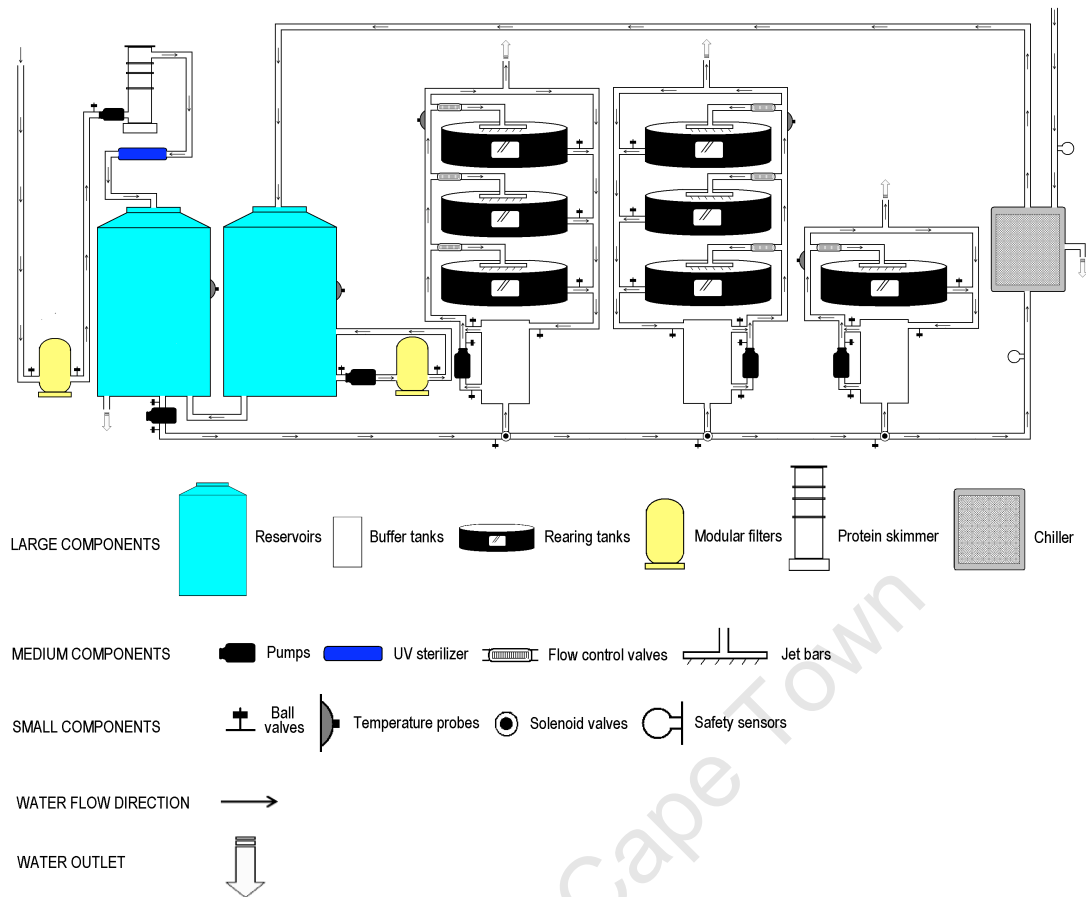 LARGE COMPONENTS Reservoirs Buffer tanks Rearing tanks Modular filters Protein skimmer Chiller
MEDIUM COMPONENTS Pumps UV sterilizer Flow control valves Jet bars
SMALL COMPONENTS Ball valves Temperature probes Solenoid valves Safety sensors
WATER FLOW DIRECTION
WATER OUTLET
Cape Town